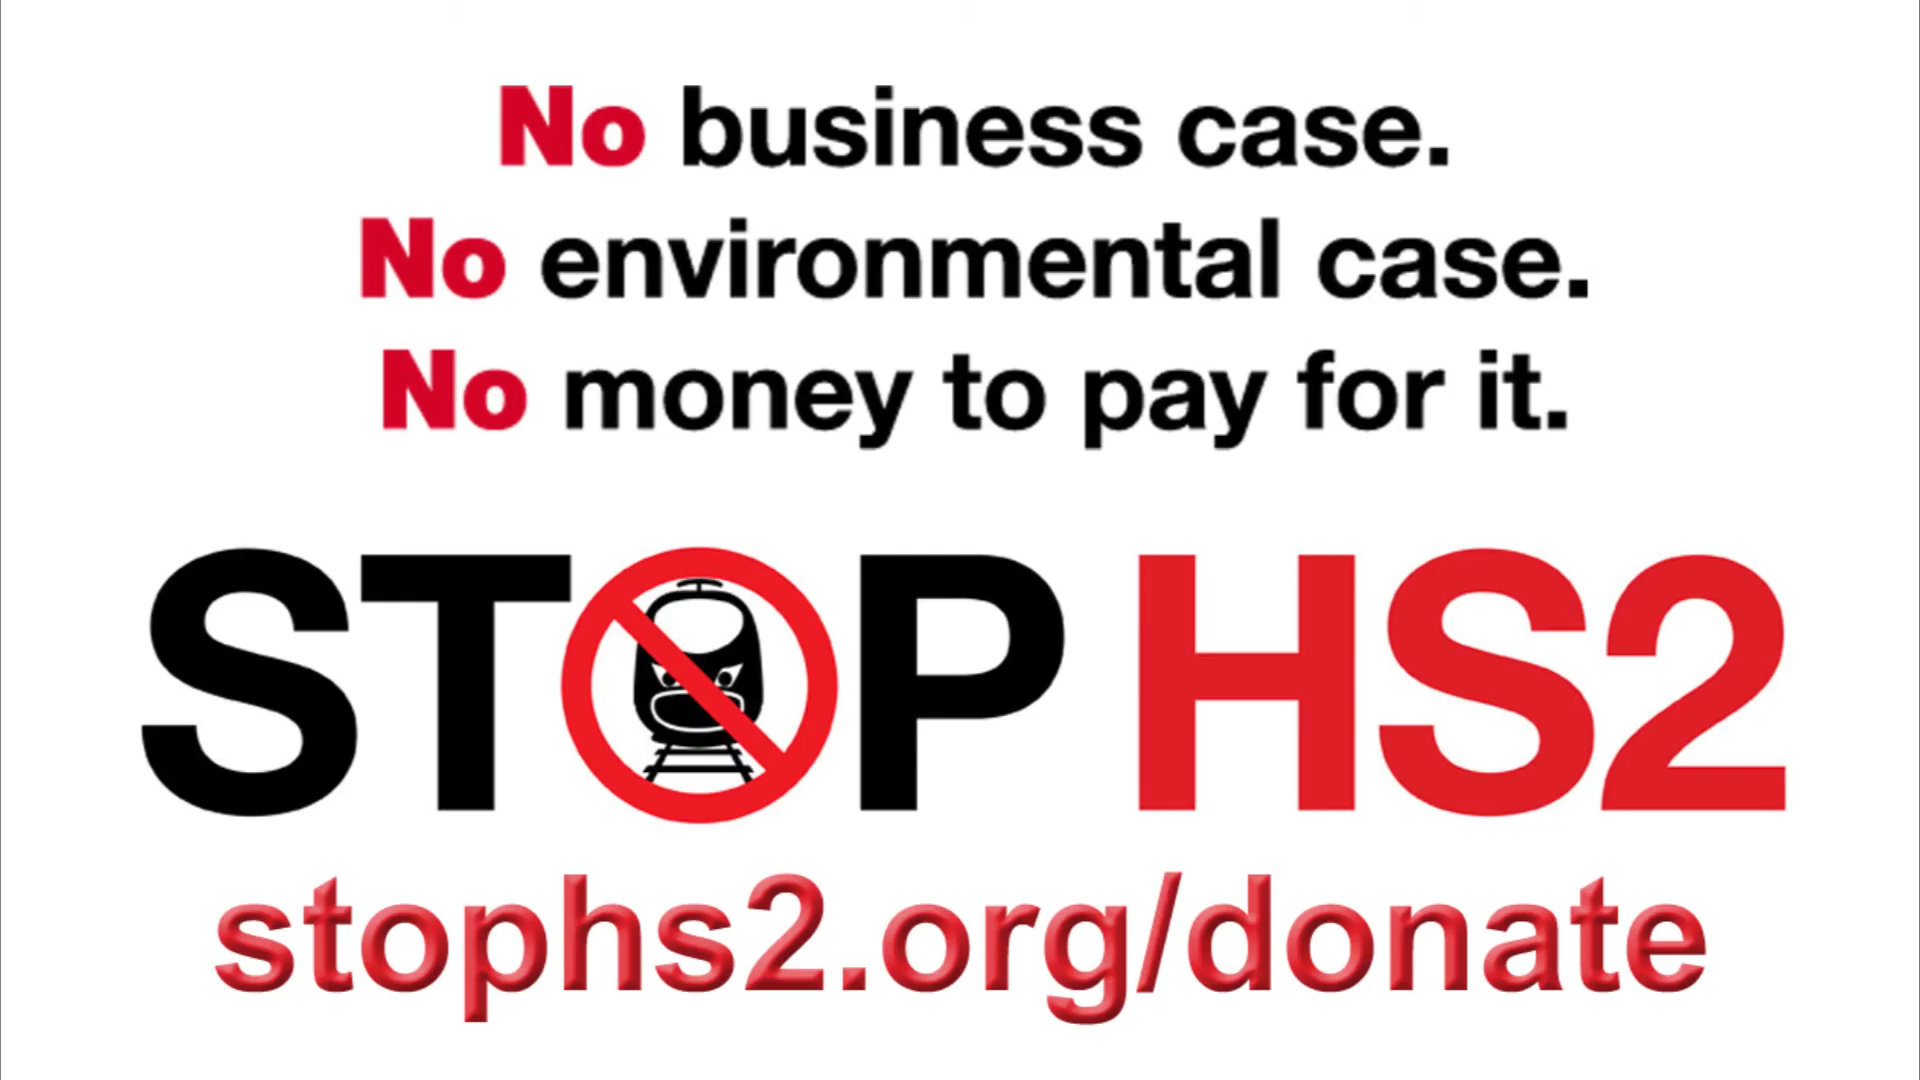 No business case.
No environmental case.
No money to pay for it.
STOP HS2
stophs2.org/donate